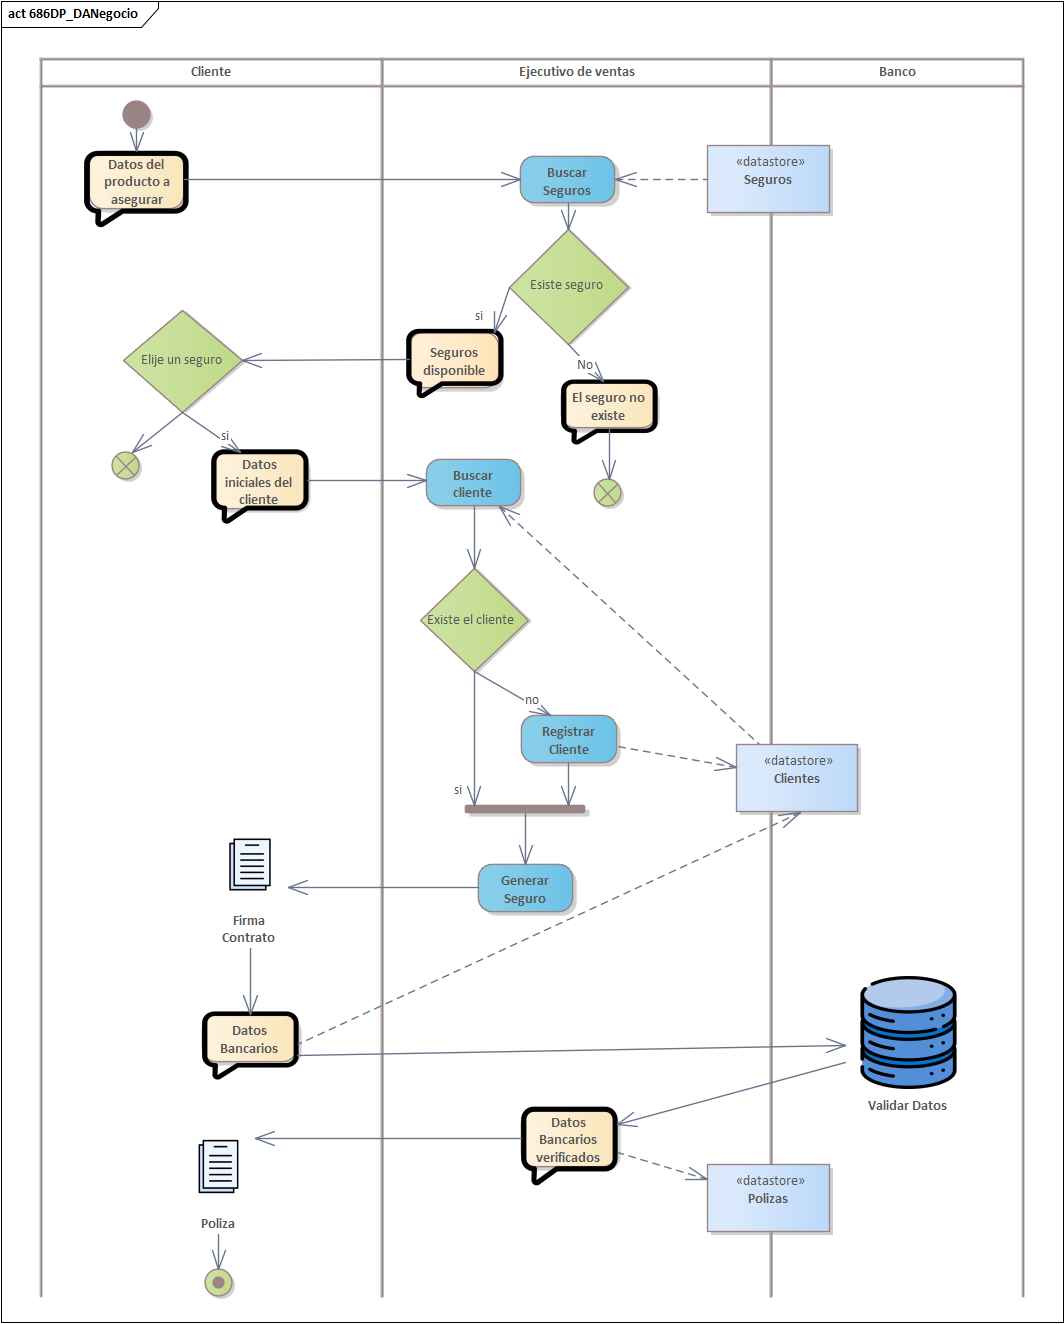 act 686DP_DANegocio
Cliente
Ejecutivo de ventas
Banco
Datos del
producto a
asegurar
Buscar
Seguros
«datastore»
Seguros
Esiste seguro
si
No
Elije un seguro
Seguros
disponible
El seguro no
existe
si
Datos
iniciales del
cliente
Buscar
cliente
Existe el cliente
no
Registrar
Cliente
«datastore»
Clientes
si
Generar
Seguro
Firma
Contrato
Datos
Bancarios
Validar Datos
Datos
Bancarios
verificados
«datastore»
Polizas
Poliza